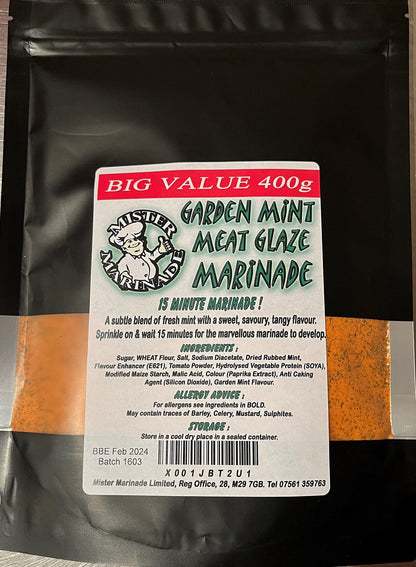 BIG VALUE 400g
MISTER
MARINADE
GARDEN MINT
MEAT GLAZE
MARINADE
15 MINUTE MARINADE !
A subtle blend of fresh mint with a sweet, savoury, tangy flavour.
Sprinkle on & wait 15 minutes for the marvellous marinade to develop.
INGREDIENTS :
Sugar, WHEAT Flour, Salt, Sodium Diacetate, Dried Rubbed Mint,
Flavour Enhancer (E621), Tomato Powder, Hydrolysed Vegetable Protein (SOYA),
Modified Maize Starch, Malic Acid, Colour (Paprika Extract), Anti Caking
Agent (Silicon Dioxide), Garden Mint Flavour.
ALLERGY ADVICE :
For allergens see ingredients in BOLD.
May contain traces of Barley, Celery, Mustard, Sulphites.
STORAGE :
Store in a cool dry place in a sealed container.
BBE Feb 2024
Batch 1603
X001JBT2U1
Mister Marinade Limited, Reg Office, 28, M29 7GB. Tel 07561 359763